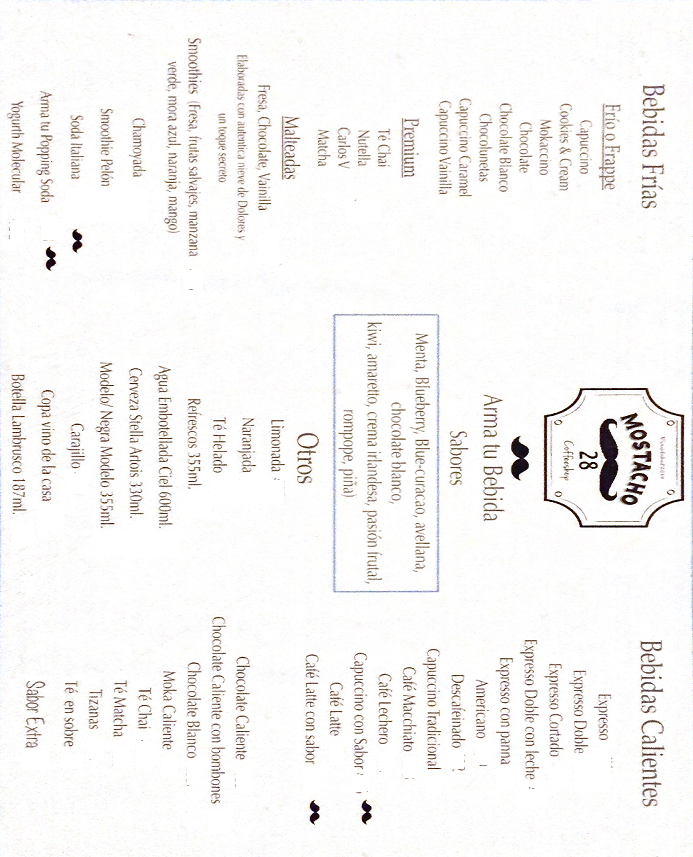 Bebidas Frías
Frío o Frappe
Capuccino
Cookies & Cream
Mokaccino
Chocolate
Chocolate Blanco
Chocolunetas
Capuccino Caramel
Capuccino Vainilla
Premium
Té Chai
Nutella
Carlos V
Matcha
Malteadas
Fresa, Chocolate, Vainilla
Elaboradas con autentica nieve de Dolores y
un toque secreto
Smoothies (Fresa, frutas salvajes, manzana
verde, mora azul, naranja, mango)
Chamoyada
Smoothie Pelón
Soda Italiana
Arma tu Popping Soda
Yogurth Molecular
MOSTACHO
28
Coffeeshop
Arma tu Bebida
Sabores
Menta, Blueberry, Blue-curacao, avellana,
chocolate blanco,
kiwi, amaretto, crema irlandesa, pasión frutal,
rompope, piña)
Otros
Limonada
Naranjada
Té Helado
Refrescos 355ml.
Agua Embotellada Ciel 600ml.
Cerveza Stella Artois 330ml.
Modelo/ Negra Modelo 355ml.
Carajillo
Copa vino de la casa
Botella Lambrusco 187ml.
Bebidas Calientes
Expresso
Expresso Doble
Expresso Cortado
Expresso Doble con leche
Expresso con panna
Americano
Descafeinado
Capuccino Tradicional
Café Macchiato
Café Lechero
Capuccino con Sabor
Café Latte
Café Latte con sabor
Chocolate Caliente
Chocolate Caliente con bombones
Chocolate Blanco
Moka Caliente
Té Chai
Té Matcha
Tizanas
Té en sobre
Sabor Extra